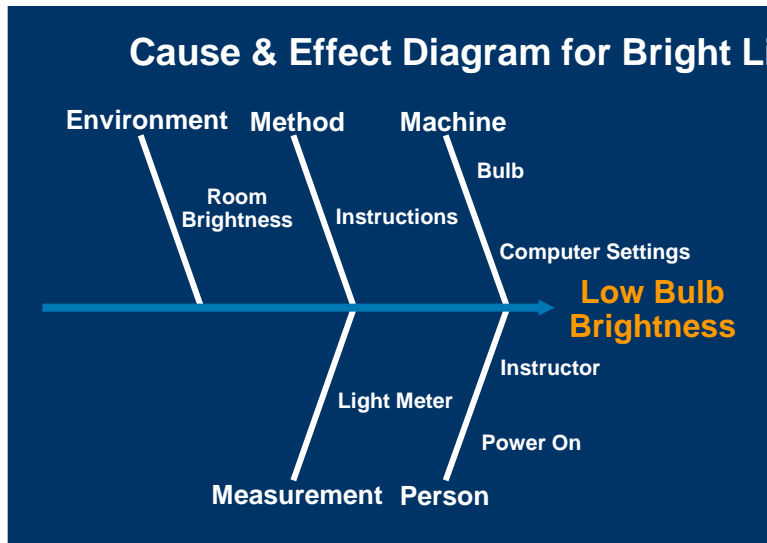 Cause & Effect Diagram for Bright
Environment
Method
Machine
Bulb
Room
Brightness
Instructions
Computer Settings
Low Bulb
Brightness
Instructor
Light Meter
Power On
Measurement
Person